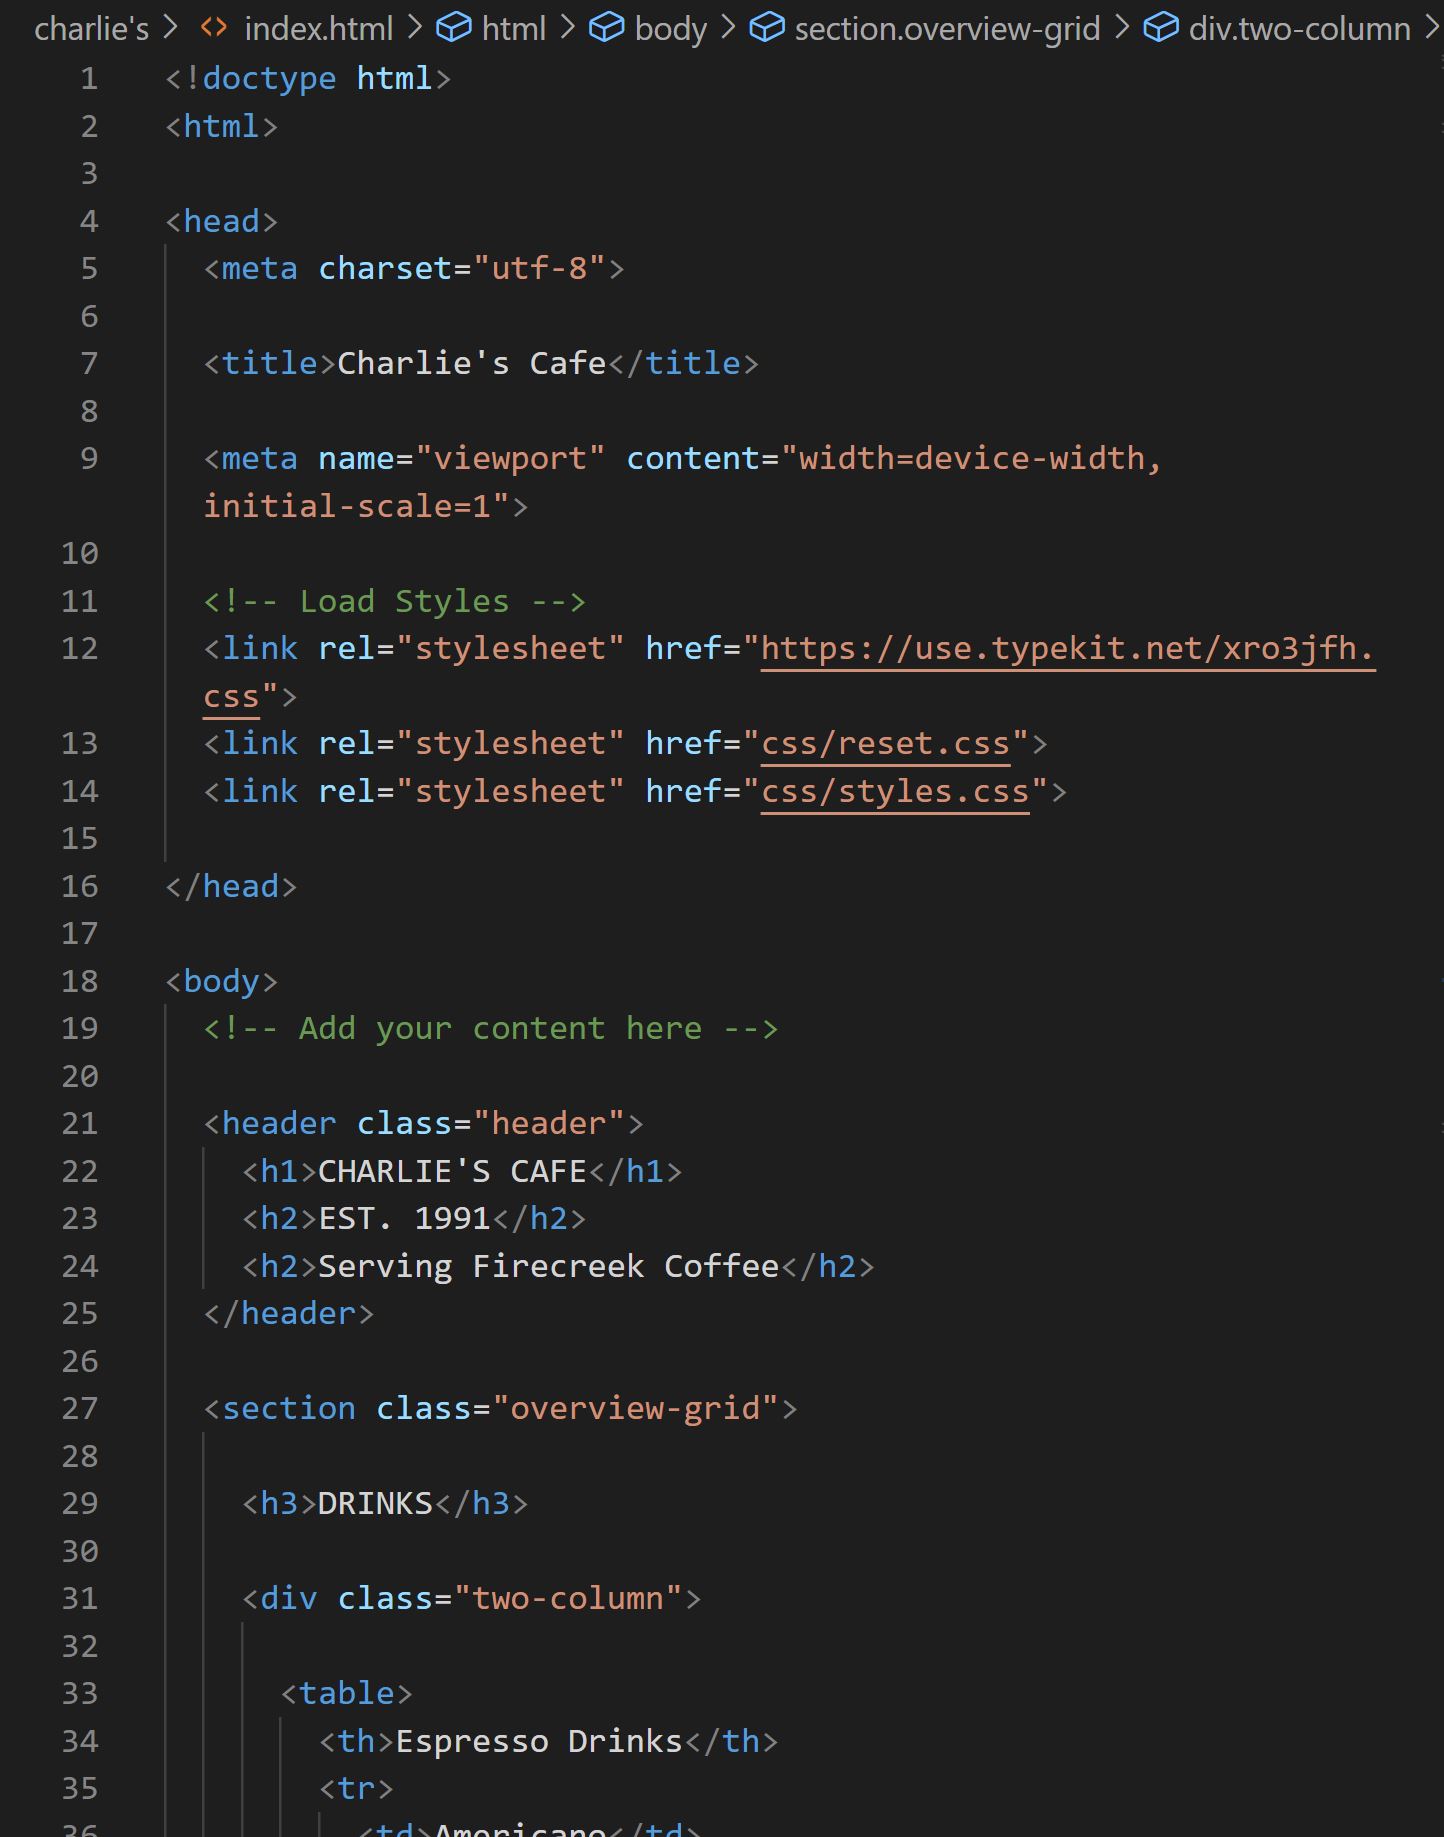 charlie's > <> index.html > html > body > section.overview-grid > div.two-column >
1 <!doctype html>
2 <html>
3
4 <head>
5 <meta charset="utf-8">
6
7 <title>Charlie's Cafe</title>
8
9 <meta name="viewport" content="width=device-width,
initial-scale=1">
10
11 <!-- Load Styles -->
12 <link rel="stylesheet" href="https://use.typekit.net/xro3jfh.
css">
13 <link rel="stylesheet" href="css/reset.css">
14 <link rel="stylesheet" href="css/styles.css">
15
16 </head>
17
18 <body>
19 <!-- Add your content here -->
20
21 <header class="header">
22 <h1>CHARLIE'S CAFE</h1>
23 <h2>EST. 1991</h2>
24 <h2>Serving Firecreek Coffee</h2>
25 </header>
26
27 <section class="overview-grid">
28
29 <h3>DRINKS</h3>
30
31 <div class="two-column">
32
33 <table>
34 <th>Espresso Drinks</th>
35 <tr>
36 <td>Americano</td>